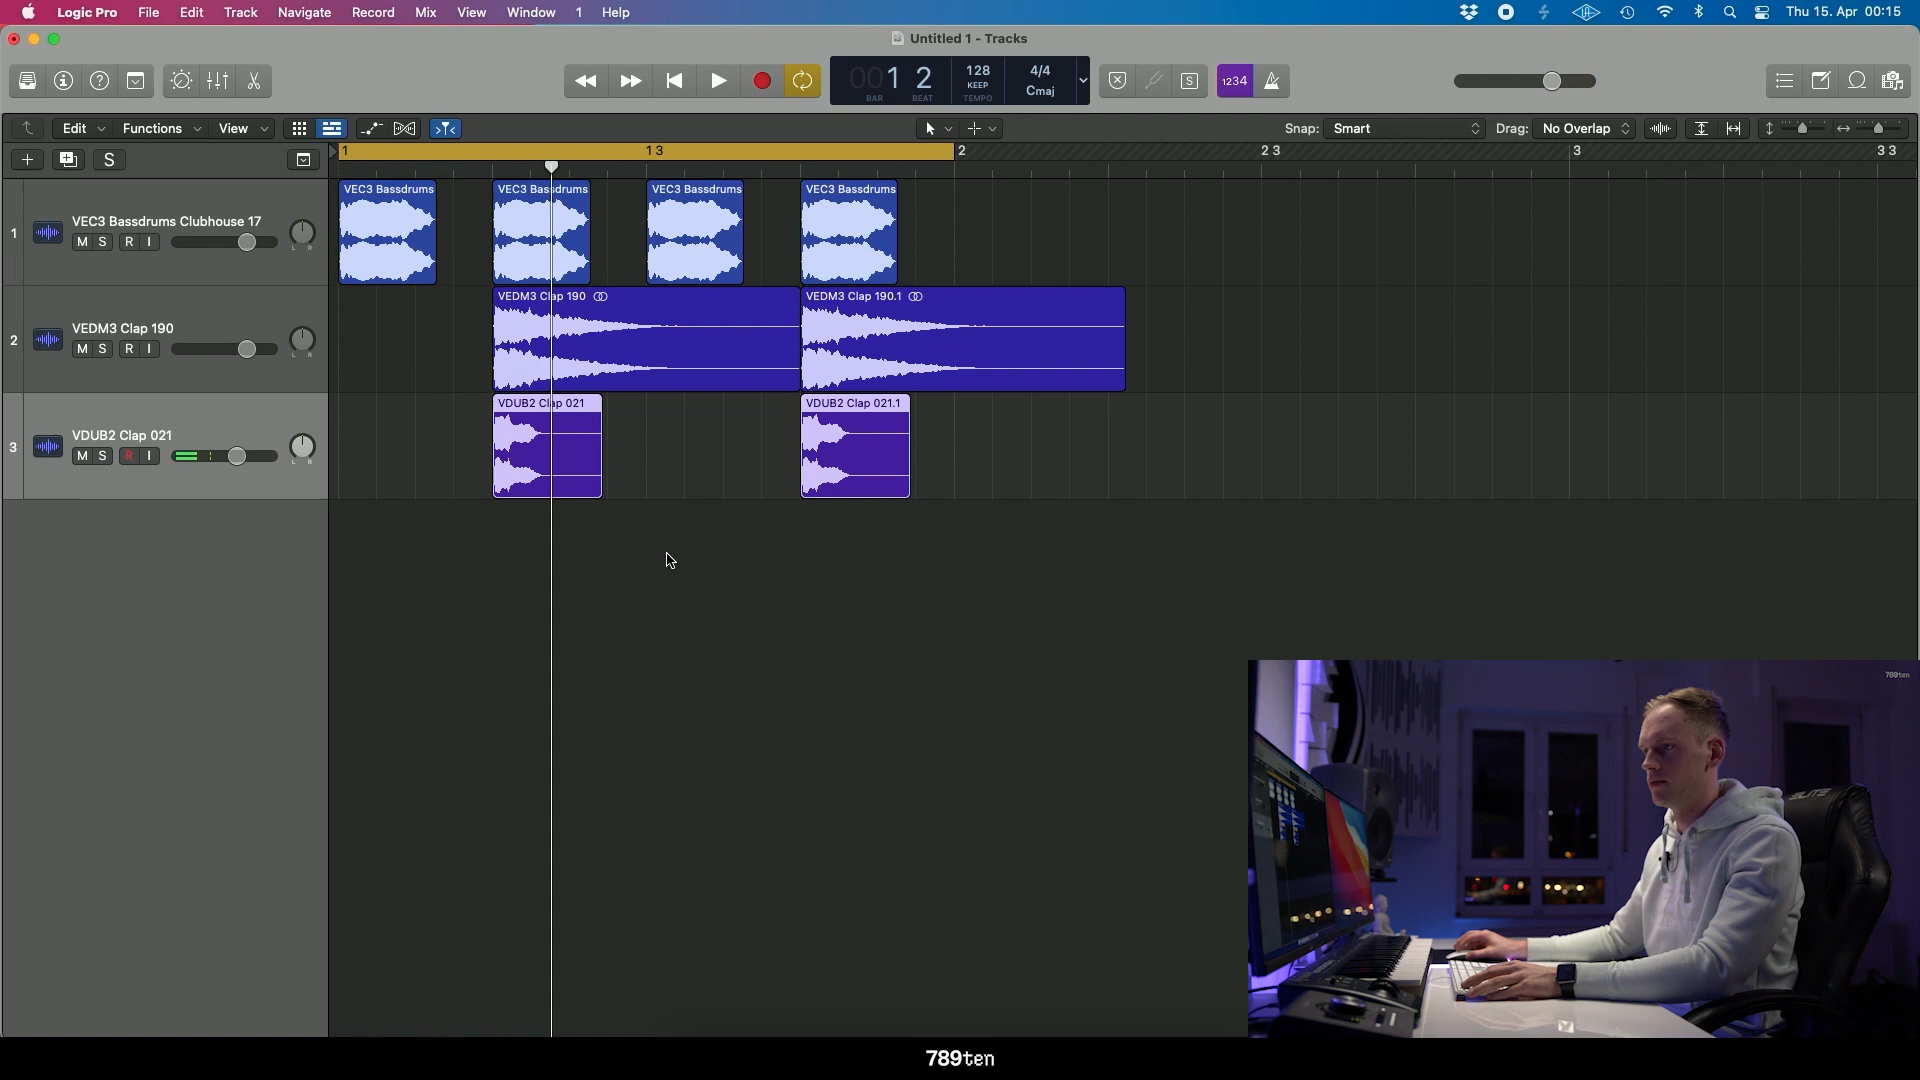 Logic Pro File Edit Track Navigate Record Mix View Window 1 Help Thu 15. Apr 00:15
Untitled 1 - Tracks
001 2 128 KEEP TEMPO 4/4 Cmaj
BAR BEAT
S 1234
Edit Functions View Snap: Smart Drag: No Overlap
S 1 1 3 2 2 3 3 3 3
1 VEC3 Bassdrums Clubhouse 17
M S R I
L R
VEC3 Bassdrums VEC3 Bassdrums VEC3 Bassdrums VEC3 Bassdrums
2 VEDM3 Clap 190
M S R I
L R
VEDM3 Clap 190 VEDM3 Clap 190.1
3 VDUB2 Clap 021
M S R I
L R
VDUB2 Clap 021 VDUB2 Clap 021.1
789ten
ELITE
789ten